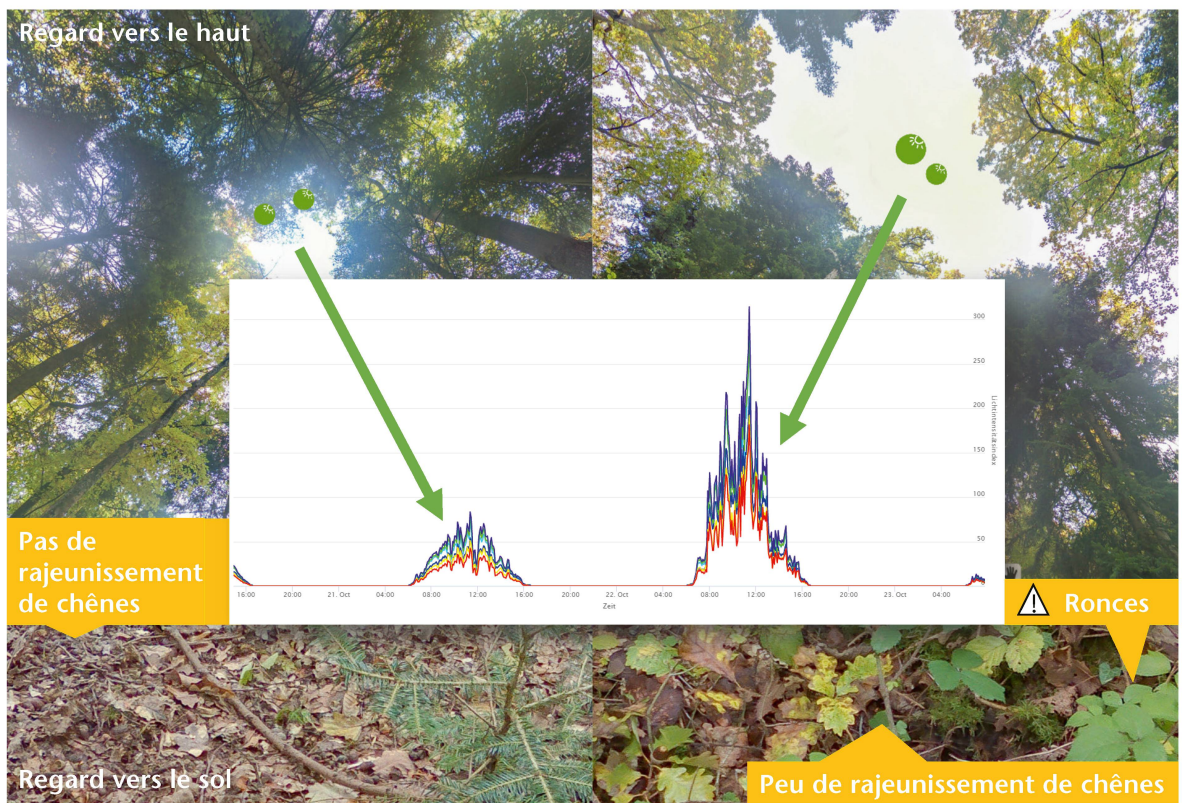 Regard vers le haut
300
250
200
150
100
50
Lichtintensitätsindex
16:00
20:00
21. Oct
04:00
08:00
12:00
16:00
20:00
22. Oct
04:00
08:00
12:00
16:00
20:00
23. Oct
04:00
Zeit
Pas de
rajeunissement
de chênes
Ronces
Regard vers le sol
Peu de rajeunissement de chênes